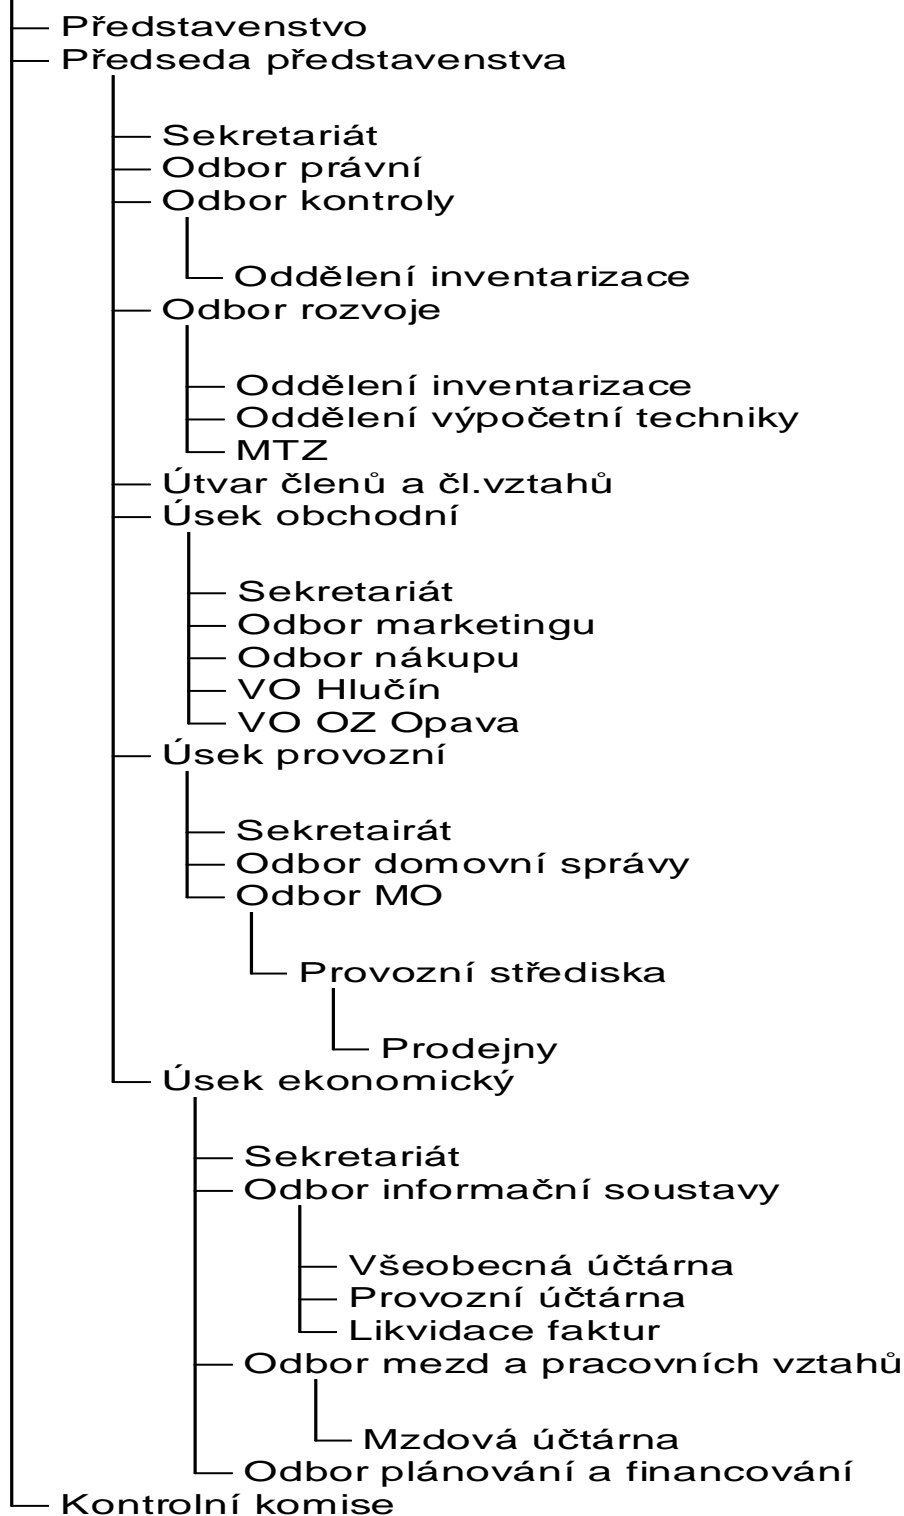 Představenstvo
Předseda představenstva
Sekretariát
Odbor právní
Odbor kontroly
Oddělení inventarizace
Odbor rozvoje
Oddělení inventarizace
Oddělení výpočetní techniky
MTZ
Útvar členů a čl.vztahů
Úsek obchodní
Sekretariát
Odbor marketingu
Odbor nákupu
VO Hlučín
VO OZ Opava
Úsek provozní
Sekretairát
Odbor domovní správy
Odbor MO
Provozní střediska
Prodejny
Úsek ekonomický
Sekretariát
Odbor informační soustavy
Všeobecná účtárna
Provozní účtárna
Likvidace faktur
Odbor mezd a pracovních vztahů
Mzdová účtárna
Odbor plánování a financování
Kontrolní komise